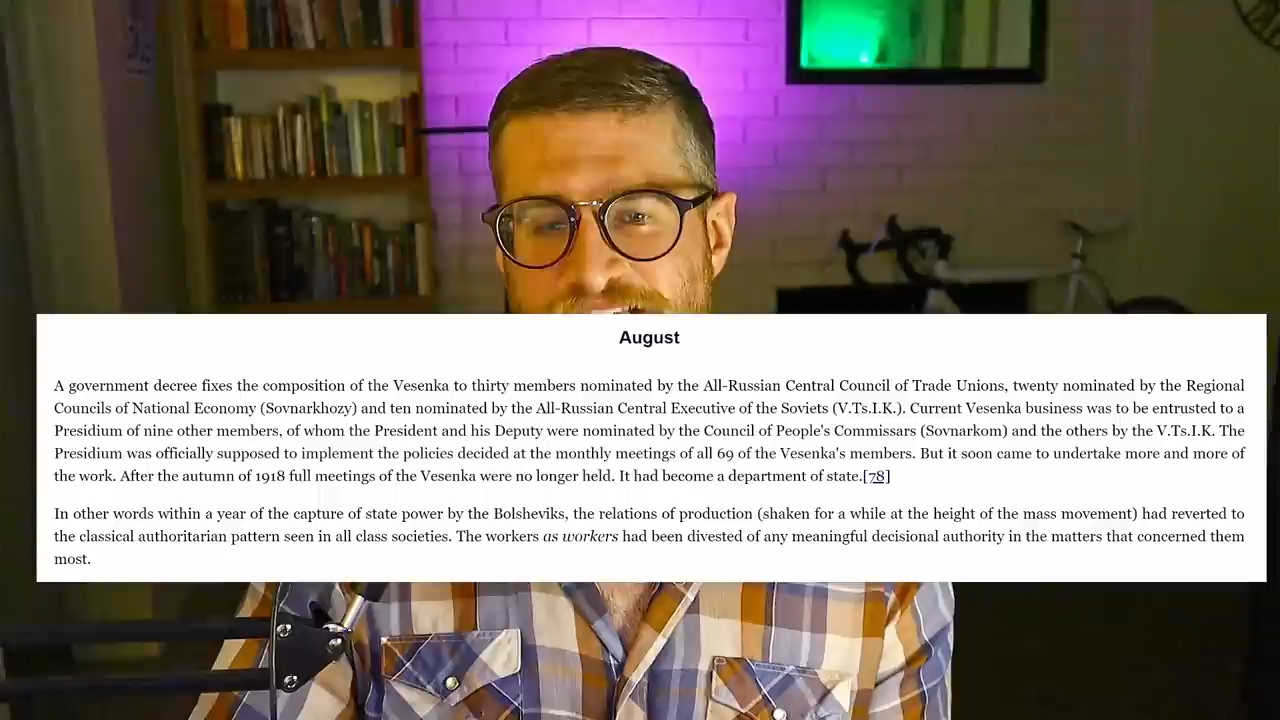 August
A government decree fixes the composition of the Vesenka to thirty members nominated by the All-Russian Central Council of Trade Unions, twenty nominated by the Regional
Councils of National Economy (Sovnarkhozy) and ten nominated by the All-Russian Central Executive of the Soviets (V.Ts.I.K.). Current Vesenka business was to be entrusted to a
Presidium of nine other members, of whom the President and his Deputy were nominated by the Council of People's Commissars (Sovnarkom) and the others by the V.Ts.I.K. The
Presidium was officially supposed to implement the policies decided at the monthly meetings of all 69 of the Vesenka's members. But it soon came to undertake more and more of
the work. After the autumn of 1918 full meetings of the Vesenka were no longer held. It had become a department of state.[78]
In other words within a year of the capture of state power by the Bolsheviks, the relations of production (shaken for a while at the height of the mass movement) had reverted to
the classical authoritarian pattern seen in all class societies. The workers as workers had been divested of any meaningful decisional authority in the matters that concerned them
most.